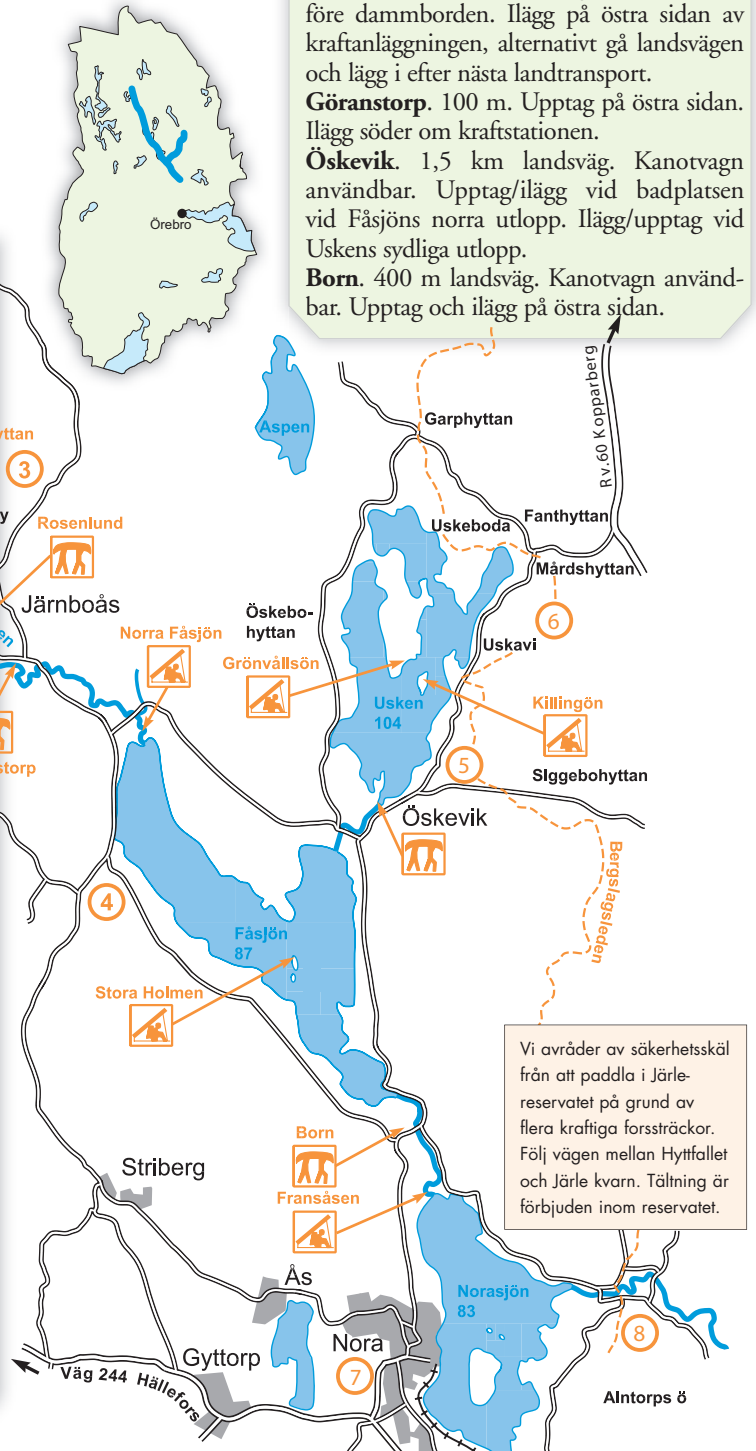 före dammborden. Ilägg på östra sidan av
kraftanläggningen, alternativt gå landsvägen
och lägg i efter nästa landtransport.
Göranstorp. 100 m. Upptag på östra sidan.
Ilägg söder om kraftstationen.
Öskevik. 1,5 km landsväg. Kanotvagn
användbar. Upptag/ilägg vid badplatsen
vid Fåsjöns norra utlopp. Ilägg/upptag vid
Uskens sydliga utlopp.
Born. 400 m landsväg. Kanotvagn använd-
bar. Upptag och ilägg på östra sidan.
Örebro
Rv.60 Kopparberg
Aspen
Garphyttan
yttan
3
y
Rosenlund
Uskeboda
Fanthyttan
Mårdshyttan
Järnboås
Öskebo-
hyttan
6
Norra Fåsjön
en
Grönvållsön
Uskavi
Usken
104
Killingön
storp
5
SIggebohyttan
Öskevik
Bergslagsleden
4
Fåsjön
87
Stora Holmen
Vi avråder av säkerhetsskäl
från att paddla i Järle-
reservatet på grund av
flera kraftiga forssträckor.
Följ vägen mellan Hyttfallet
och Järle kvarn. Tältning är
förbjuden inom reservatet.
Born
Striberg
Fransåsen
Ås
Norasjön
83
Nora
7
8
Gyttorp
Väg 244 Hällefors
Alntorps ö